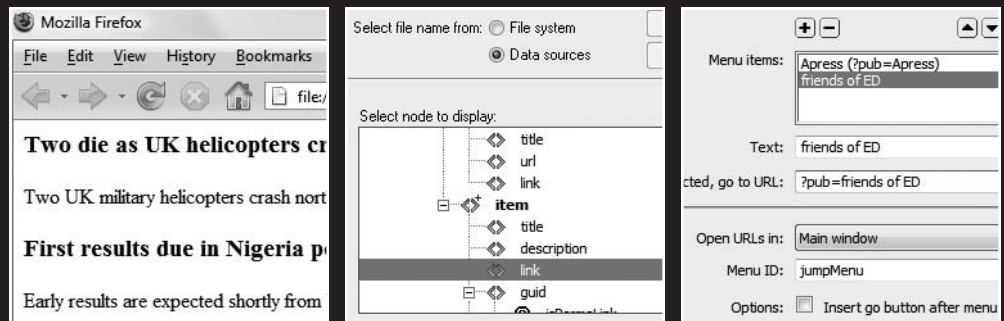 Mozilla Firefox
File Edit View History Bookmarks
file:/
Two die as UK helicopters cr
Two UK military helicopters crash nort
First results due in Nigeria p
Early results are expected shortly from
Select file name from: File system
Data sources
Select node to display:
title
url
link
item
title
description
link
guid
isPermaLink
Menu items: Apress (?pub=Apress)
friends of ED
Text: friends of ED
cted, go to URL: ?pub=friends of ED
Open URLs in: Main window
Menu ID: jumpMenu
Options: Insert go button after menu